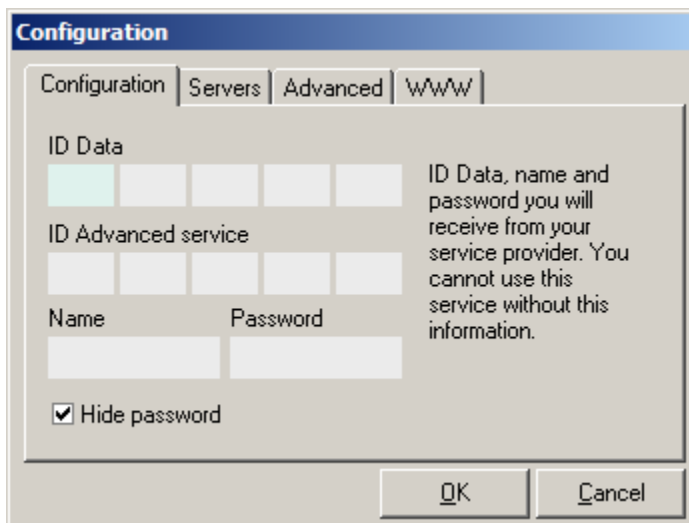 Configuration
Configuration Servers Advanced WWW
ID Data
ID Data, name and
password you will
receive from your
service provider. You
cannot use this
service without this
information.
ID Advanced service
Name Password
Hide password
OK Cancel